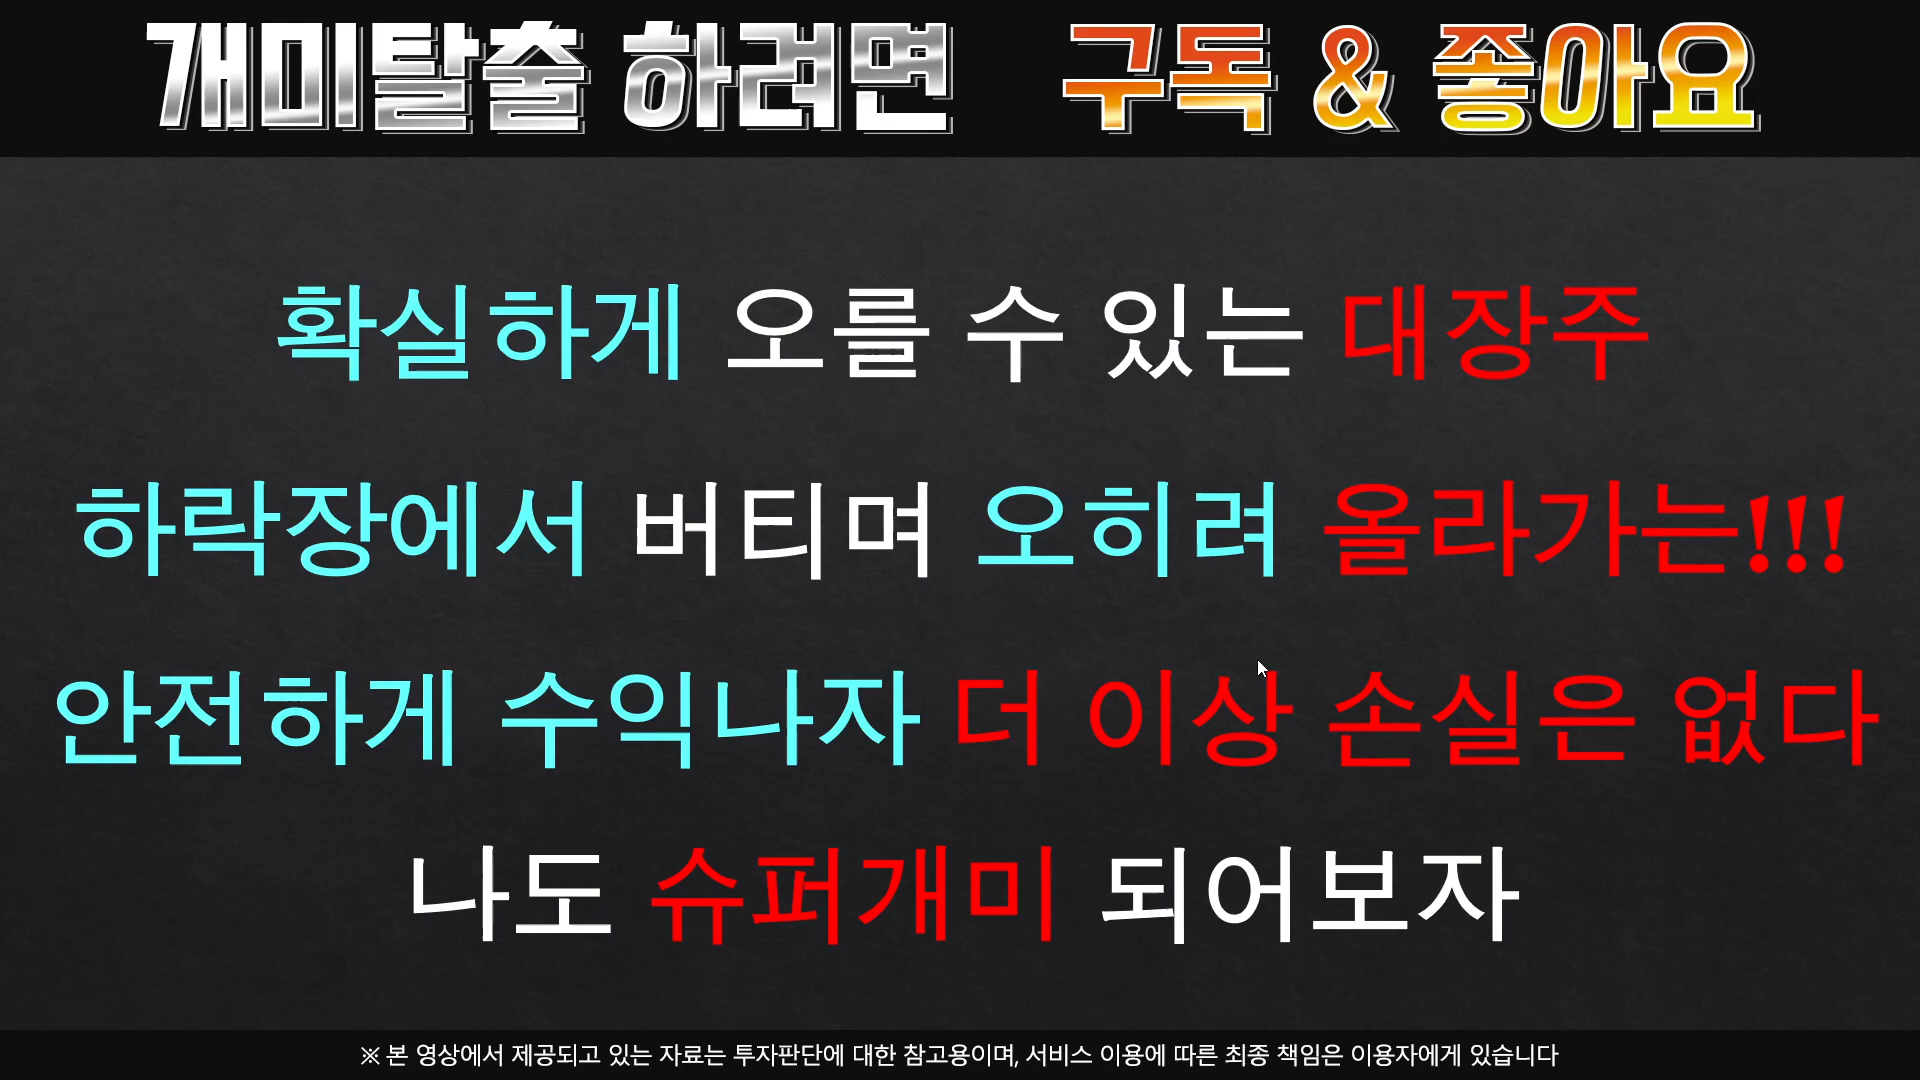 개미탈출 하려면 구독 & 좋아요
확실하게 오를 수 있는 대장주
하락장에서 버티며 오히려 올라가는!!!
안전하게 수익나자 더 이상 손실은 없다
나도 슈퍼개미 되어보자
※ 본 영상에서 제공되고 있는 자료는 투자판단에 대한 참고용이며, 서비스 이용에 따른 최종 책임은 이용자에게 있습니다